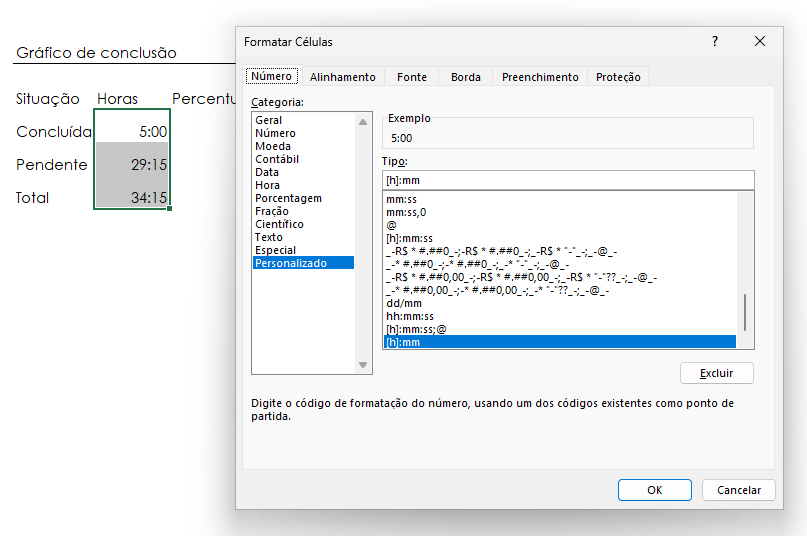 Gráfico de conclusão
Situação Horas Percentu
Concluída 5:00
Pendente 29:15
Total 34:15
Formatar Células
? ×
Número Alinhamento Fonte Borda Preenchimento Proteção
Categoria:
Geral
Número
Moeda
Contábil
Data
Hora
Porcentagem
Fração
Científico
Texto
Especial
Personalizado
Exemplo
5:00
Tipo:
[h]:mm
mm:ss
mm:ss,0
@
[h]:mm:ss
_-R$ * #.##0_-;-R$ * #.##0_-;_-R$ * "-"_-;_-@_-
_-* #.##0_-;-* #.##0_-;_-* "-"_-;_-@_-
_-R$ * #.##0,00_-;-R$ * #.##0,00_-;_-R$ * "-"??_-;_-@_-
_-* #.##0,00_-;-* #.##0,00_-;_-* "-"??_-;_-@_-
dd/mm
hh:mm:ss
[h]:mm:ss;@
[h]:mm
Excluir
Digite o código de formatação do número, usando um dos códigos existentes como ponto de
partida.
OK Cancelar